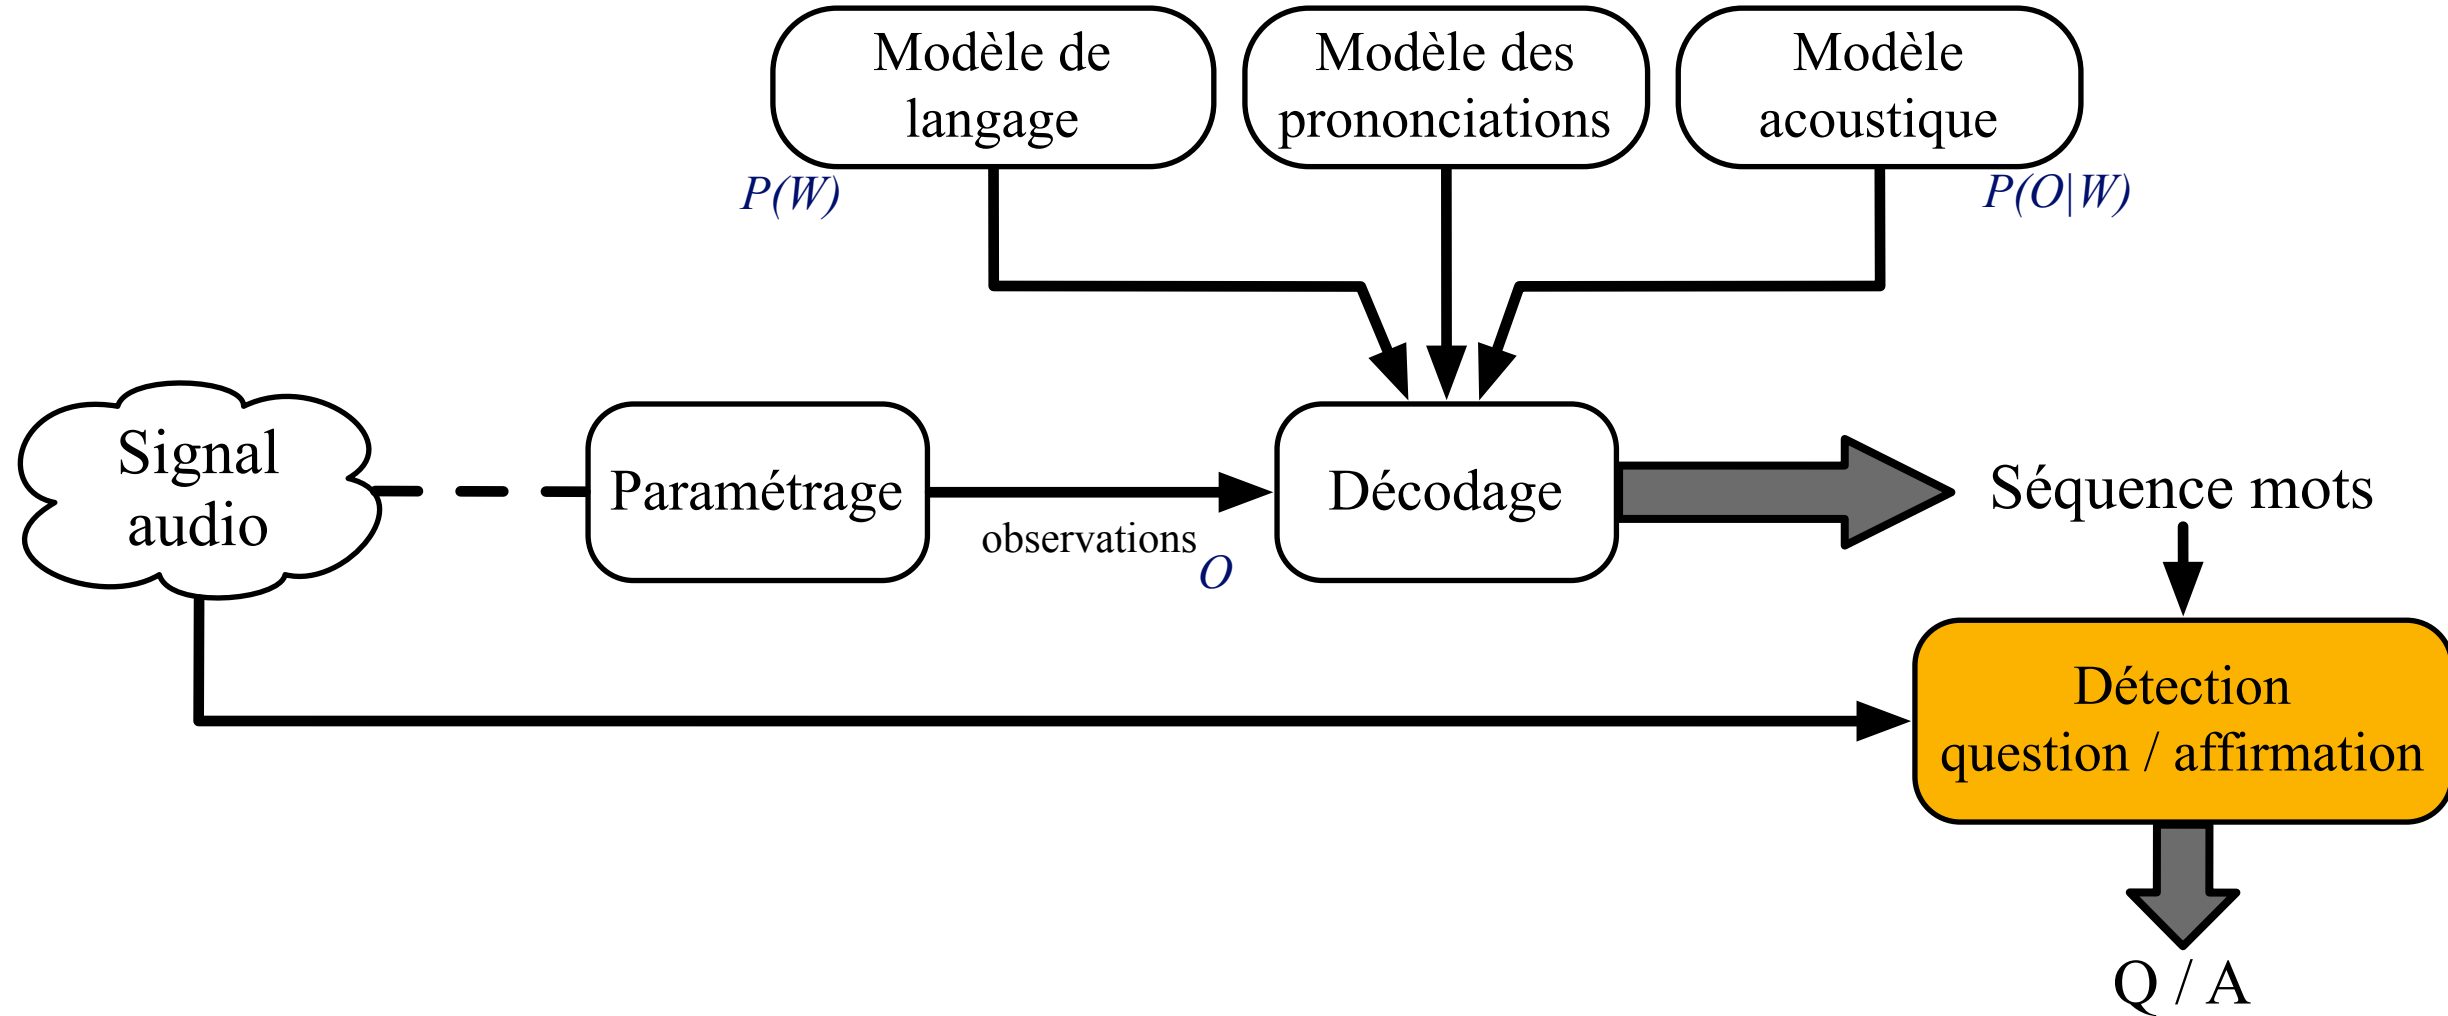 Modèle de
langage
Modèle des
prononciations
Modèle
acoustique
P(W)
P(O|W)
Signal
audio
Paramétrage
observations
O
Décodage
Séquence mots
Détection
question / affirmation
Q / A